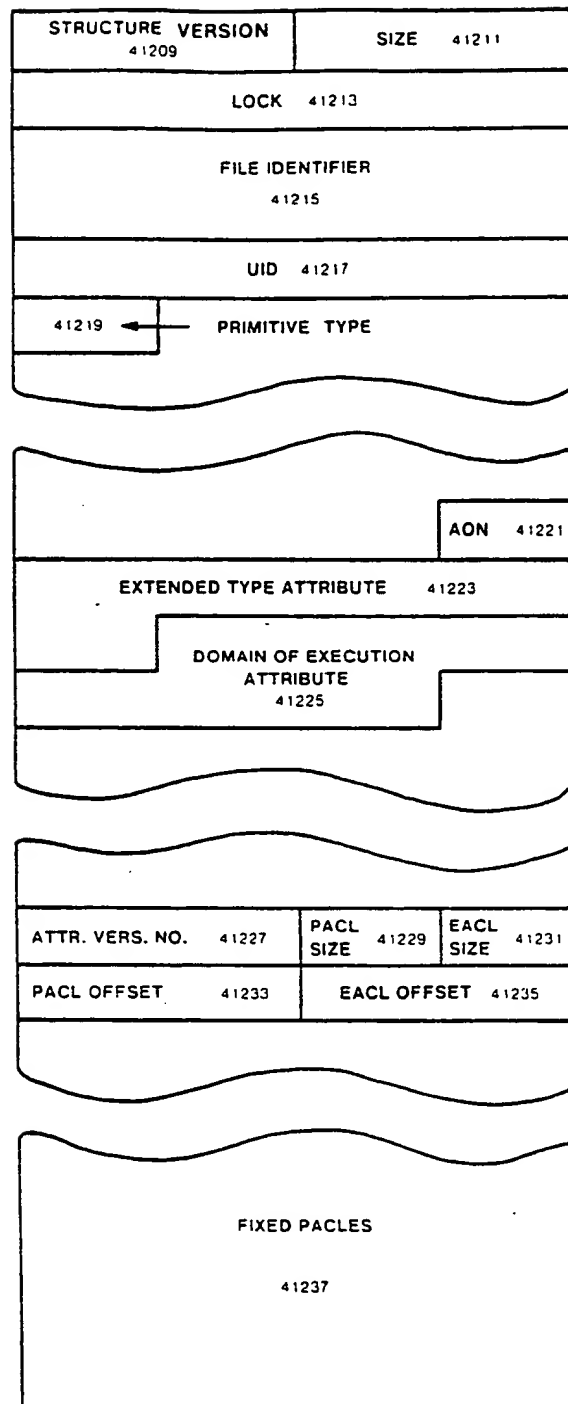 STRUCTURE VERSION
41209
SIZE 41211
LOCK 41213
FILE IDENTIFIER
41215
UID 41217
41219 PRIMITIVE TYPE
AON 41221
EXTENDED TYPE ATTRIBUTE 41223
DOMAIN OF EXECUTION
ATTRIBUTE
41225
ATTR. VERS. NO. 41227
PACL
SIZE 41229
EACL
SIZE 41231
PACL OFFSET 41233
EACL OFFSET 41235
FIXED PACLES
41237